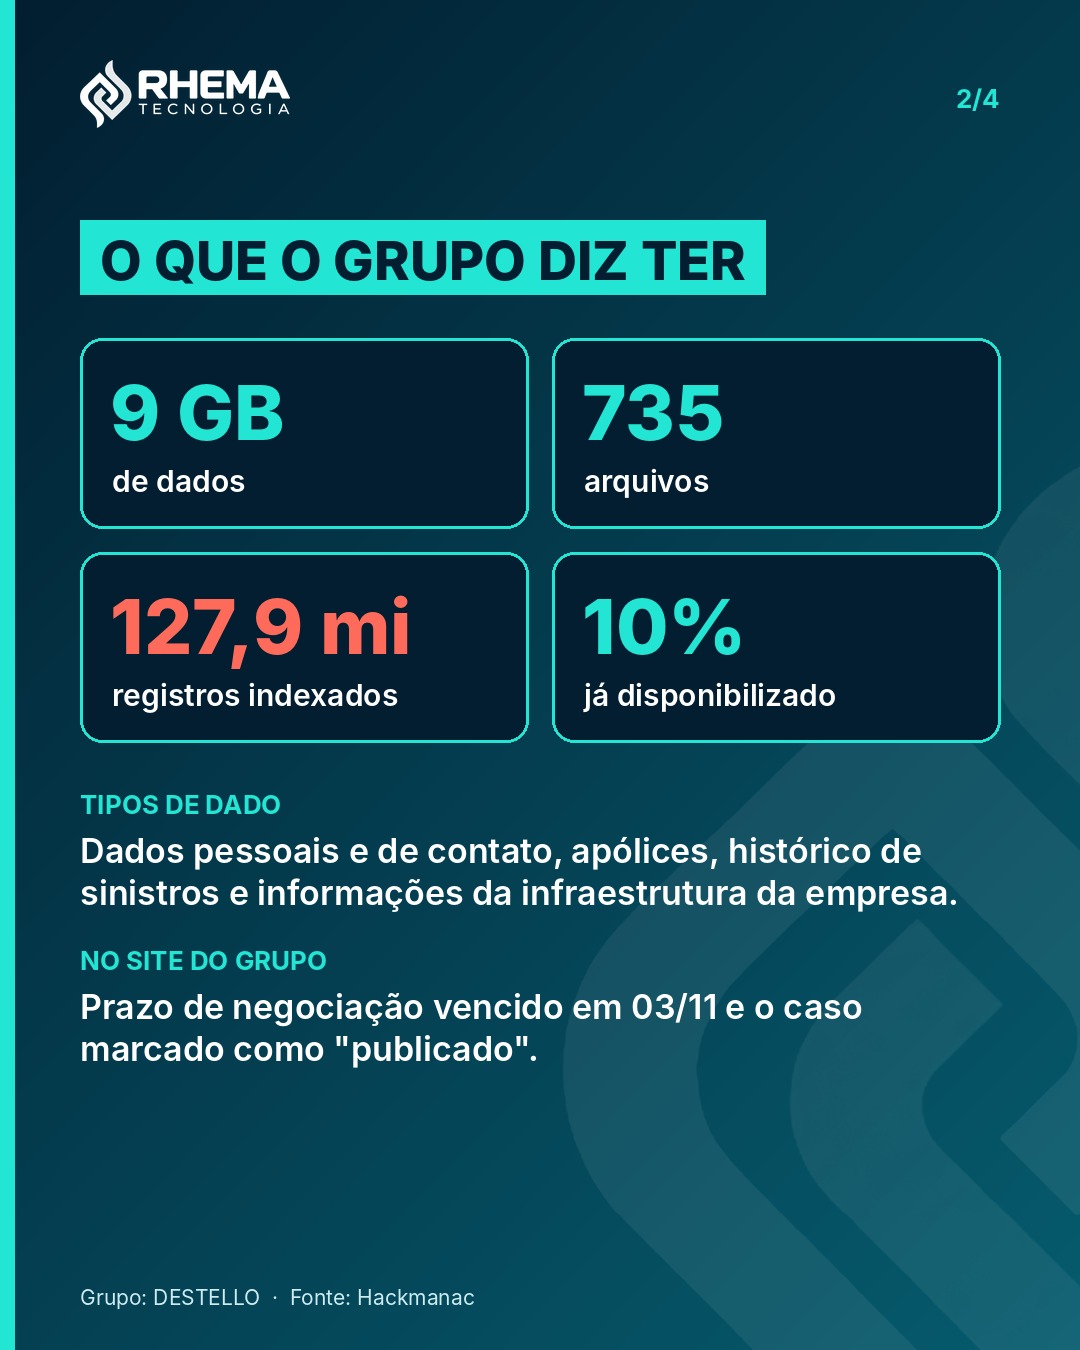 RHEMA
TECNOLOGIA
2/4
O QUE O GRUPO DIZ TER
9 GB
de dados
735
arquivos
127,9 mi
registros indexados
10%
já disponibilizado
TIPOS DE DADO
Dados pessoais e de contato, apólices, histórico de
sinistros e informações da infraestrutura da empresa.
NO SITE DO GRUPO
Prazo de negociação vencido em 03/11 e o caso
marcado como "publicado".
Grupo: DESTELLO · Fonte: Hackmanac